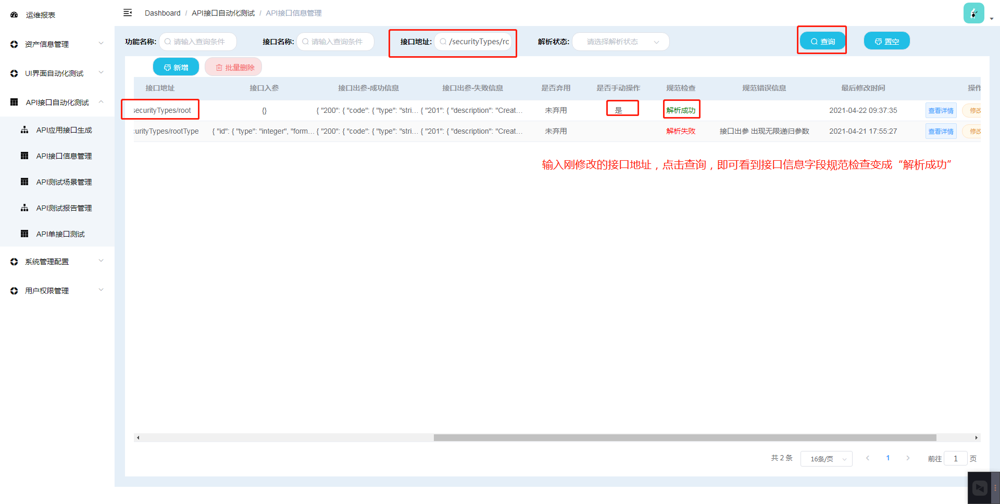 运维报表
资产信息管理
UI界面自动化测试
API接口自动化测试
API应用接口生成
API接口信息管理
API测试场景管理
API测试报告管理
API单接口测试
系统管理配置
用户权限管理
Dashboard / API接口自动化测试 / API接口信息管理
功能名称: 请输入查询条件 接口名称: 请输入查询条件 接口地址: /securityTypes/rc 解析状态: 请选择解析状态 查询 置空
新增 批量删除
接口地址 接口入参 接口出参-成功信息 接口出参-失败信息 是否弃用 是否手动操作 规范检查 规范错误信息 最后修改时间 操作
securityTypes/root {} { "200": { "code": { "type": "stri... { "201": { "description": "Creat... 未弃用 是 解析成功 2021-04-22 09:37:35 查看详情 修改
curityTypes/rootType { "id": { "type": "integer", "form... { "200": { "code": { "type": "stri... { "201": { "description": "Creat... 未弃用 解析失败 接口出参 出现无限递归参数 2021-04-21 17:55:27 查看详情 修改
输入刚修改的接口地址，点击查询，即可看到接口信息字段规范检查变成“解析成功”
共 2 条 16条/页 1 前往 1 页